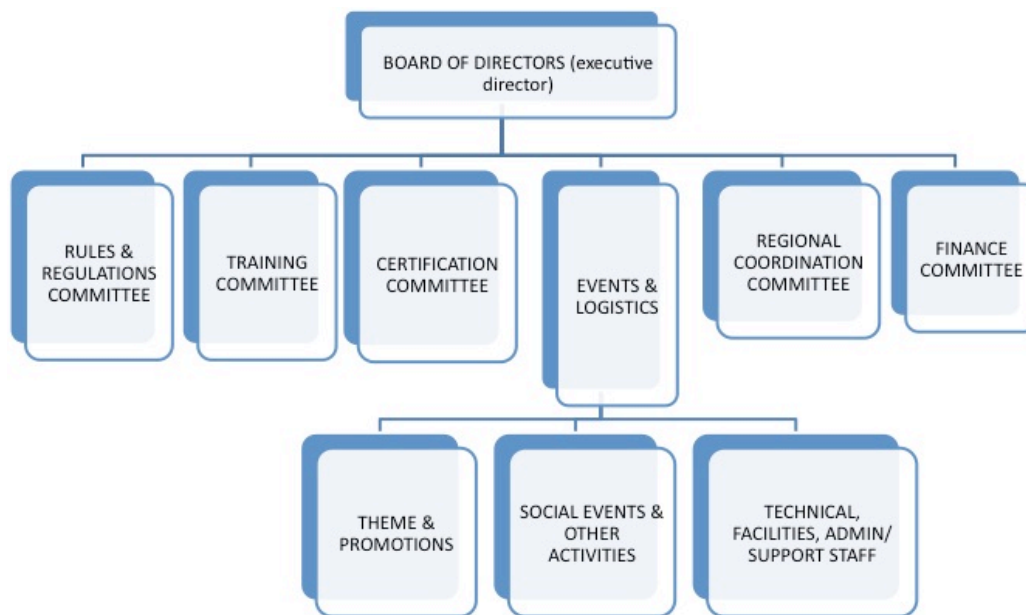 BOARD OF DIRECTORS (executive
director)
RULES &
REGULATIONS
COMMITTEE
TRAINING
COMMITTEE
CERTIFICATION
COMMITTEE
EVENTS &
LOGISTICS
REGIONAL
COORDINATION
COMMITTEE
FINANCE
COMMITTEE
THEME &
PROMOTIONS
SOCIAL EVENTS &
OTHER
ACTIVITIES
TECHNICAL,
FACILITIES, ADMIN/
SUPPORT STAFF